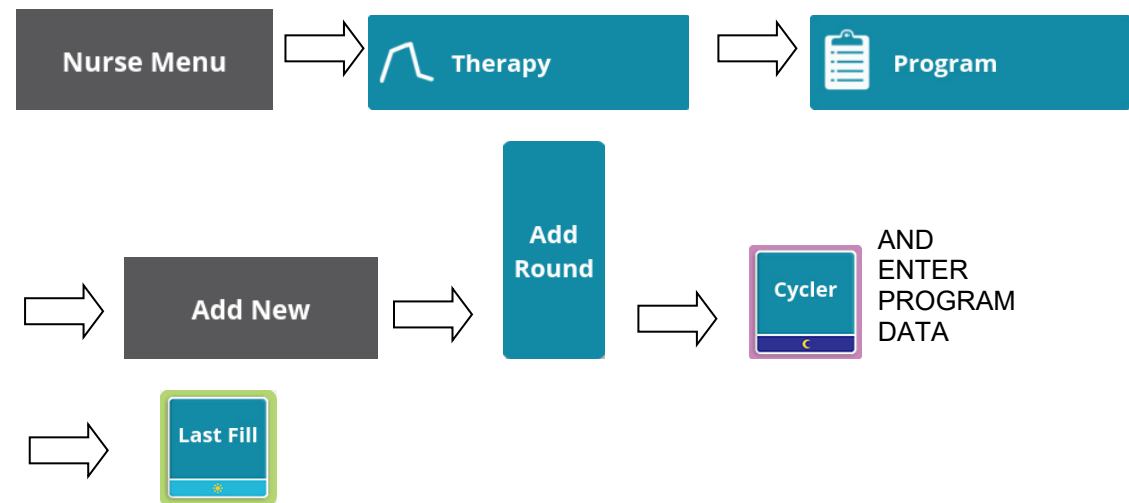 Nurse Menu
Therapy
Program
Add New
Add
Round
Cycler
AND
ENTER
PROGRAM
DATA
Last Fill